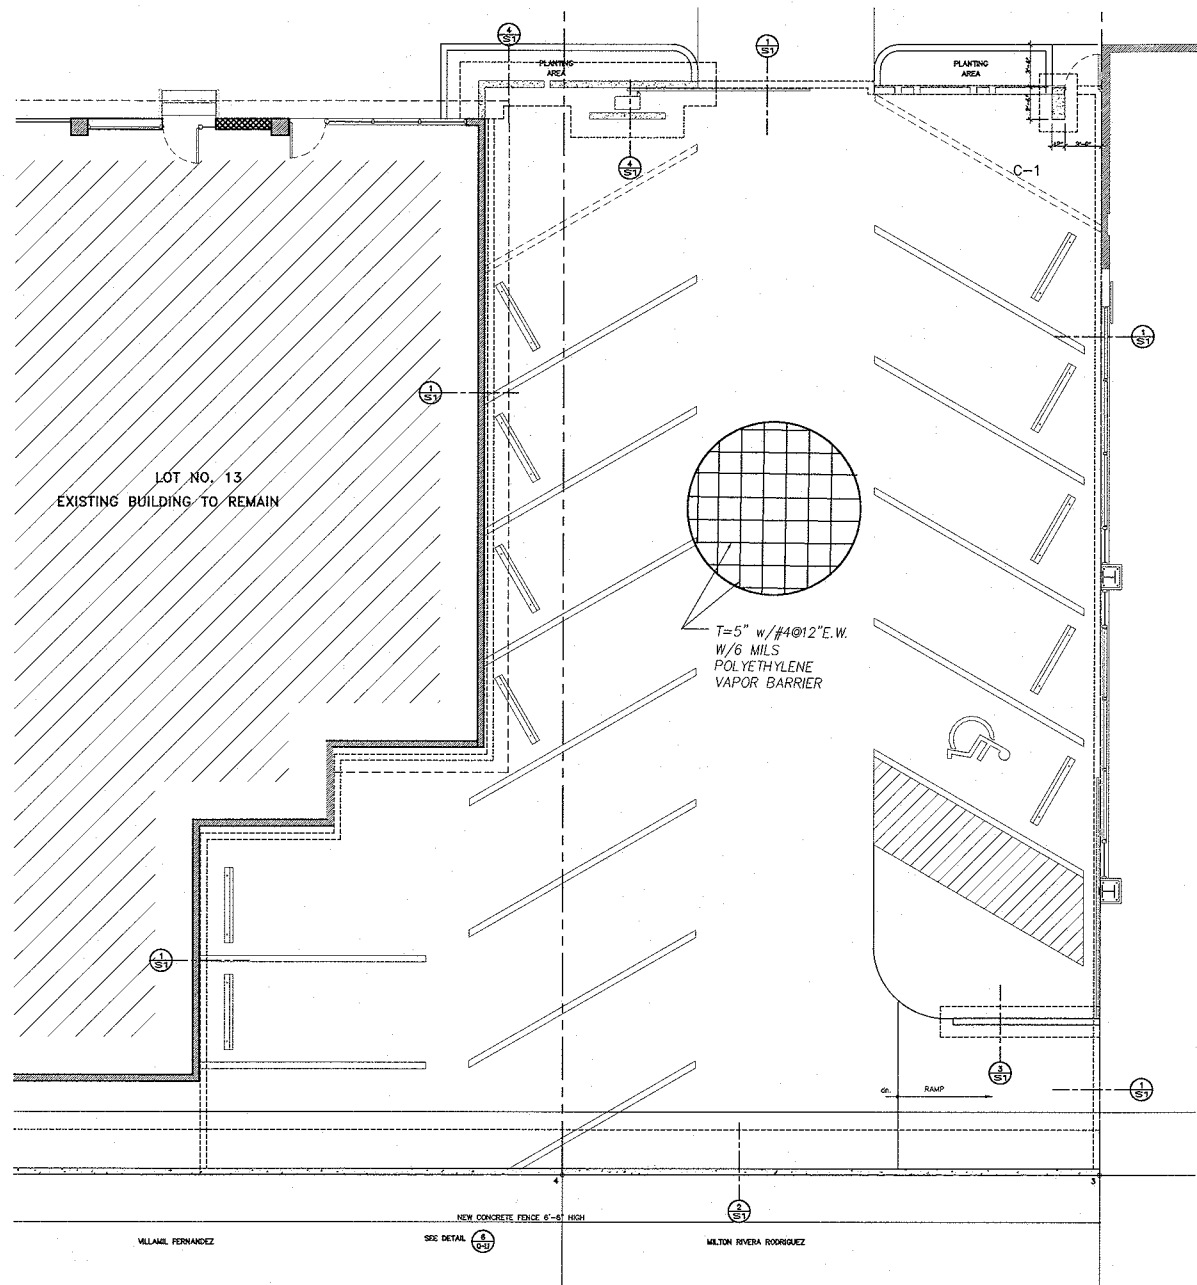 4
S1
1
S1
PLANTING
AREA
PLANTING
AREA
4
S1
C-1
1
S1
1
S1
LOT NO. 13
EXISTING BUILDING TO REMAIN
T=5" w/#4@12"E.W.
W/6 MILS
POLYETHYLENE
VAPOR BARRIER
1
S1
3
S1
dn.
RAMP
1
S1
4
3
2
S1
NEW CONCRETE FENCE 6'-6" HIGH
SEE DETAIL
6
VILLAMIL FERNANDEZ
MILTON RIVERA RODRIGUEZ